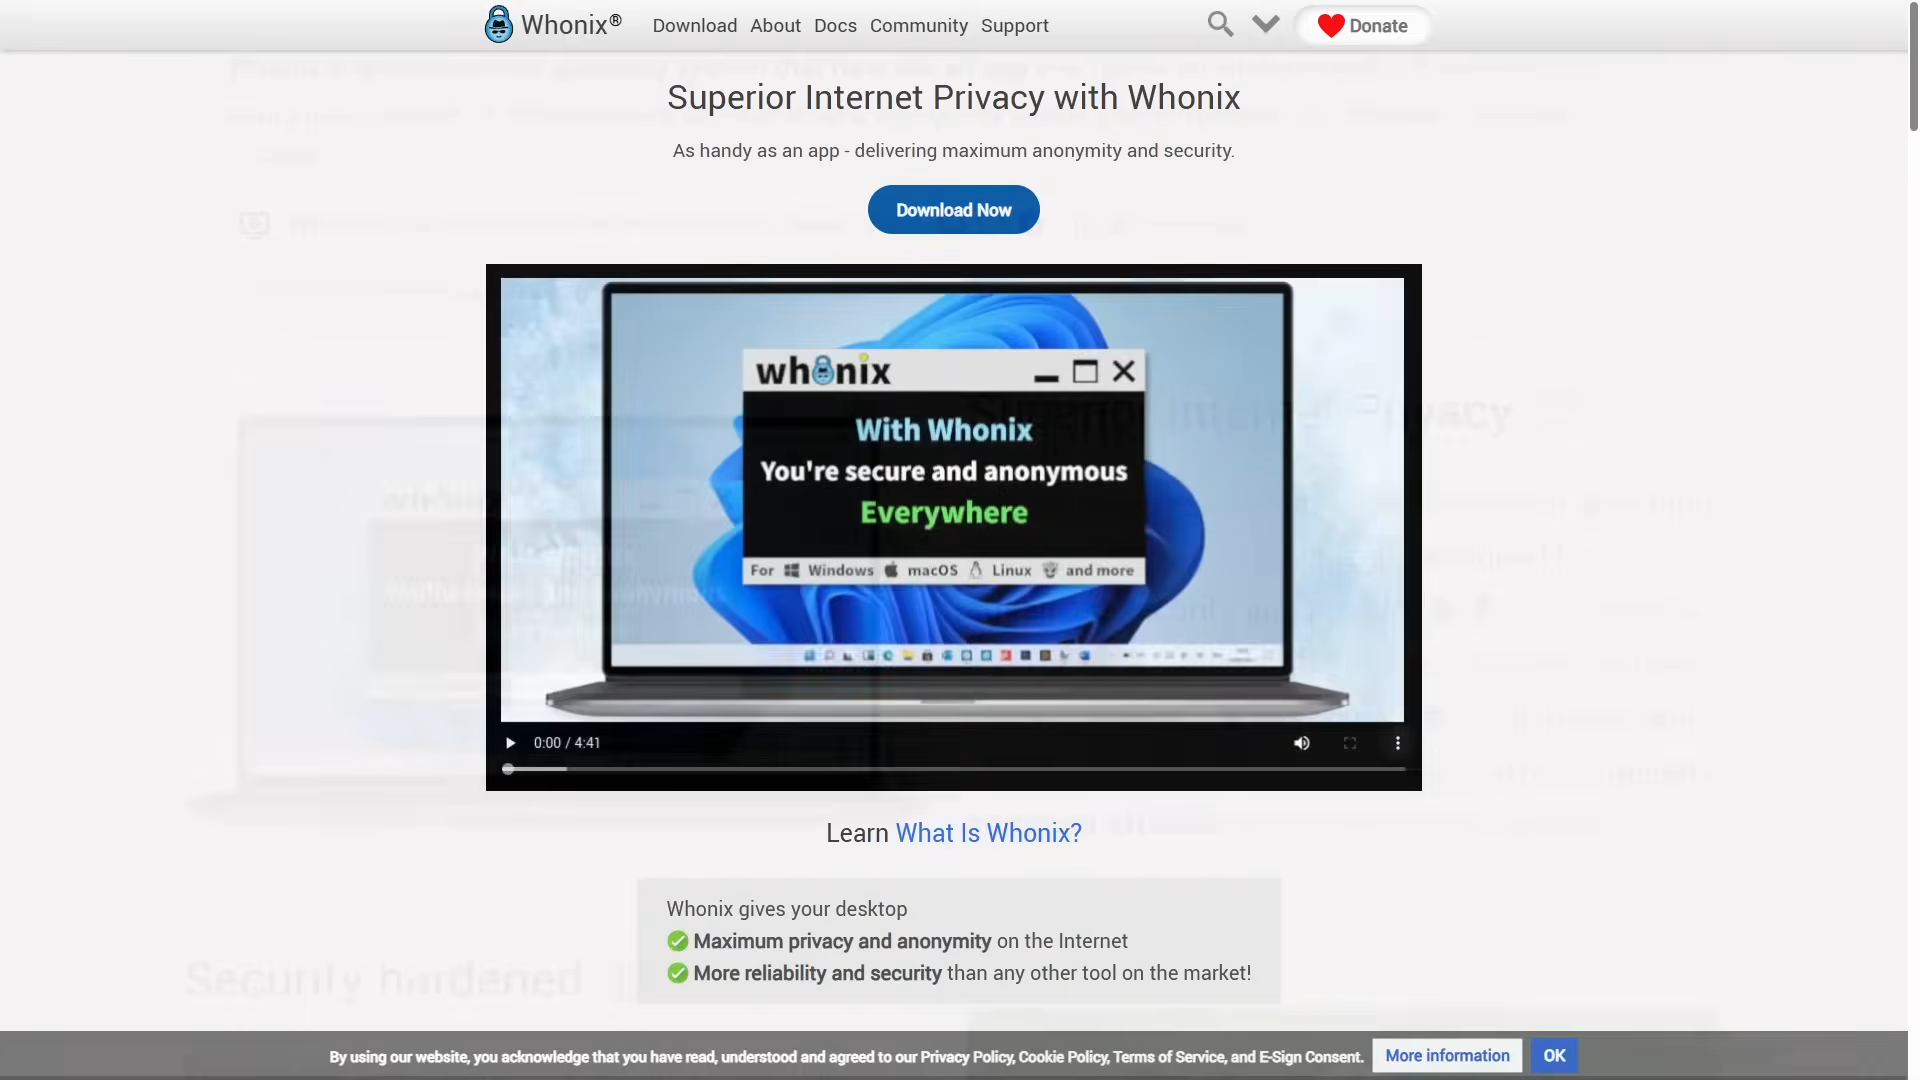 Whonix®
Download About Docs Community Support
Donate
Superior Internet Privacy with Whonix
As handy as an app - delivering maximum anonymity and security.
Download Now
whonix
With Whonix
You're secure and anonymous
Everywhere
For Windows macOS Linux and more
0:00 / 4:41
Learn What Is Whonix?
Whonix gives your desktop
Maximum privacy and anonymity on the Internet
More reliability and security than any other tool on the market!
Security hardened
By using our website, you acknowledge that you have read, understood and agreed to our Privacy Policy, Cookie Policy, Terms of Service, and E-Sign Consent. More information OK